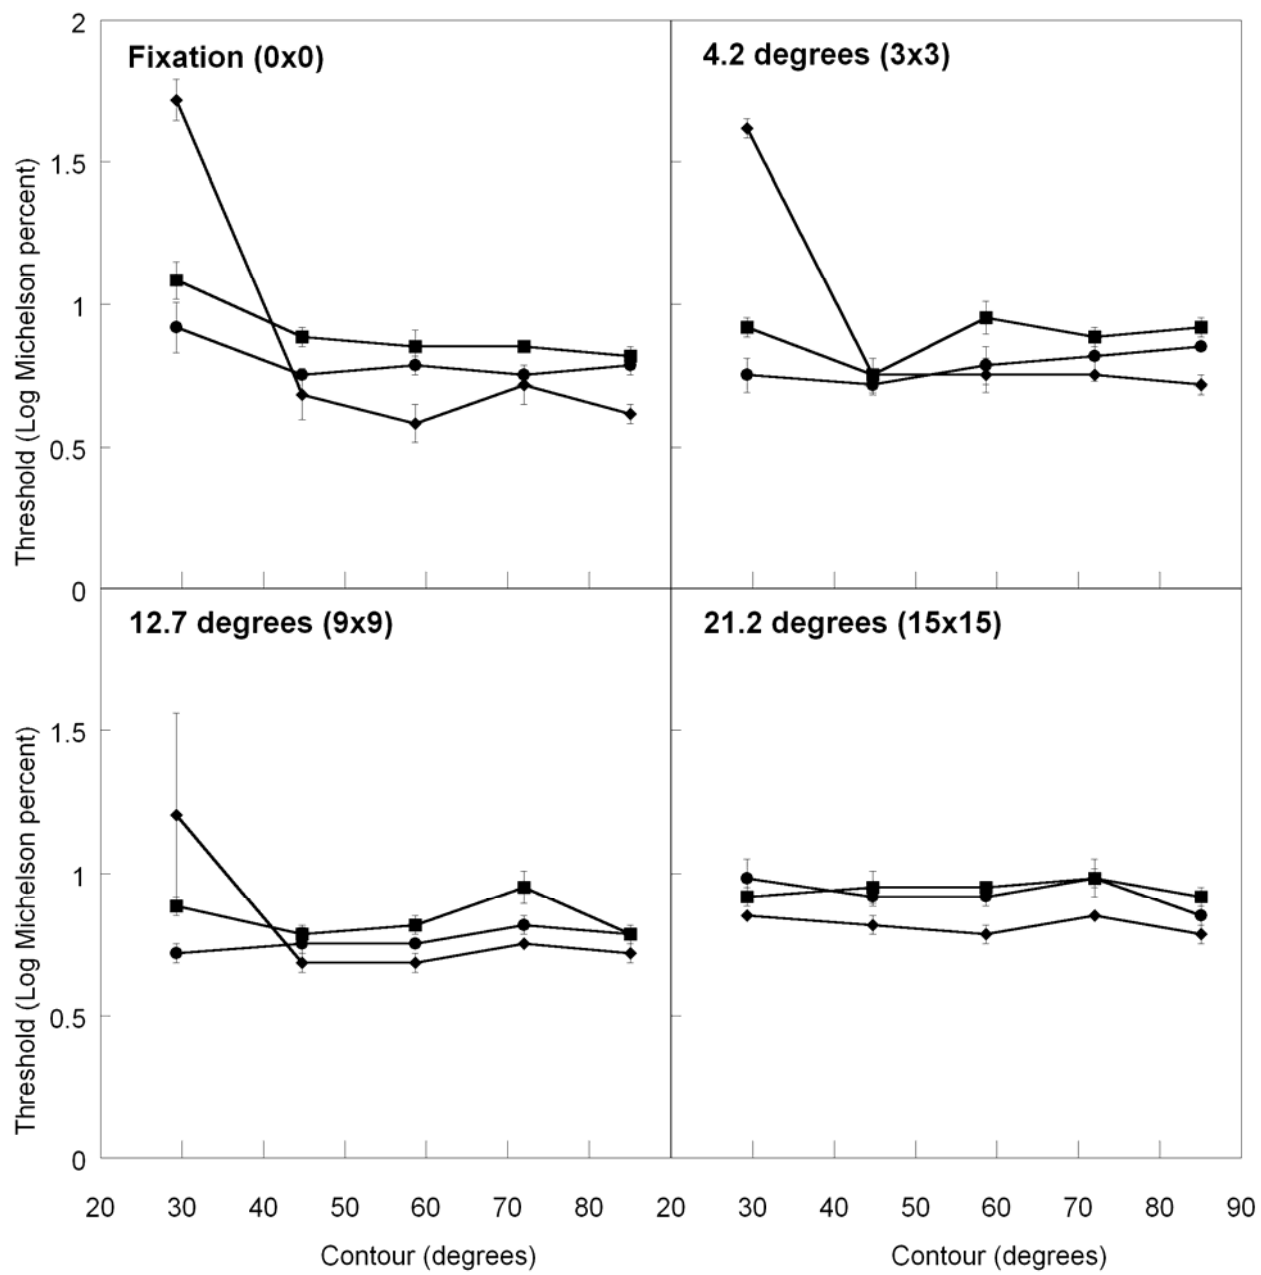 Fixation (0x0)
4.2 degrees (3x3)
2
1.5
1
0.5
0
Threshold (Log Michelson percent)
12.7 degrees (9x9)
21.2 degrees (15x15)
1.5
1
0.5
0
Threshold (Log Michelson percent)
20 30 40 50 60 70 80 20 30 40 50 60 70 80 90
Contour (degrees) Contour (degrees)